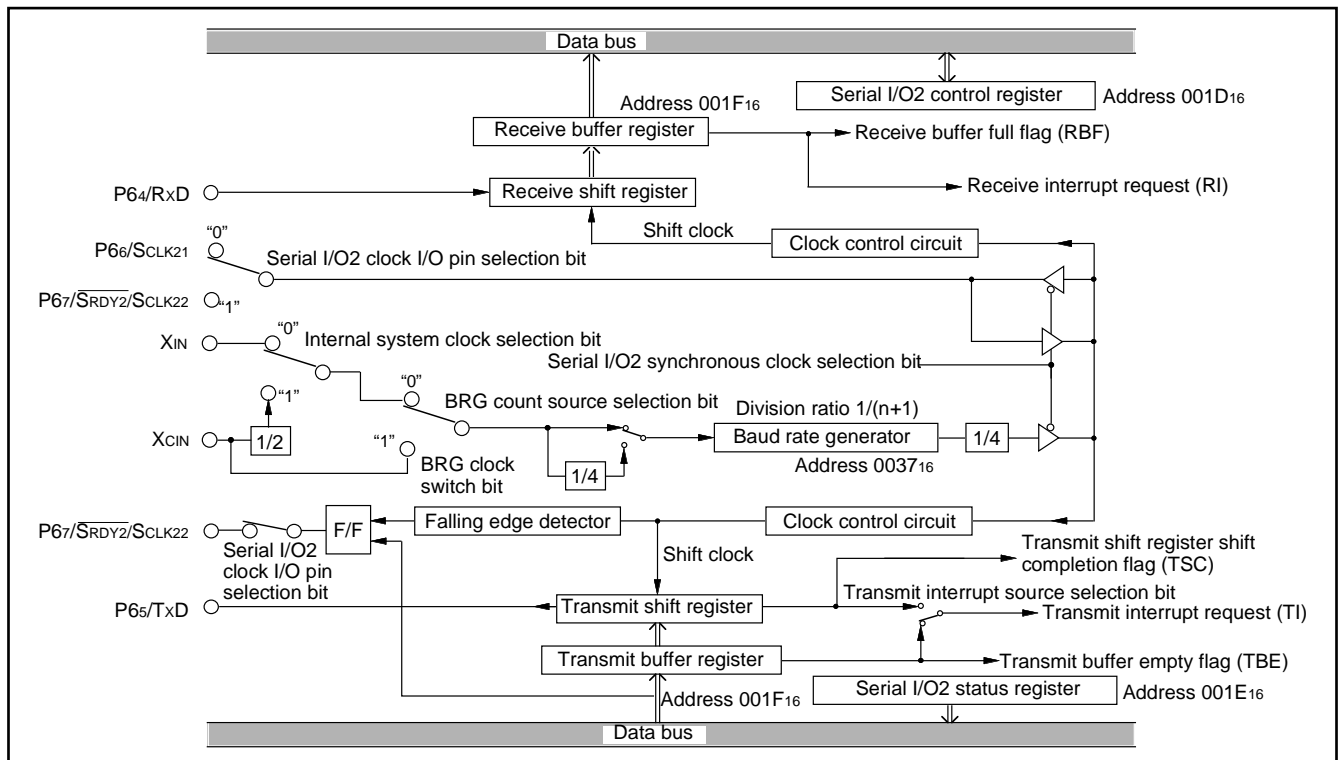 Data bus
Serial I/O2 control register
Address 001D16
Address 001F16
Receive buffer register
Receive buffer full flag (RBF)
P64/RXD
Receive shift register
Receive interrupt request (RI)
Shift clock
Clock control circuit
“0”
P66/SCLK21
Serial I/O2 clock I/O pin selection bit
P67/SRDY2/SCLK22
“1”
XIN
“0”
Internal system clock selection bit
Serial I/O2 synchronous clock selection bit
“1”
“0”
BRG count source selection bit
Division ratio 1/(n+1)
XCIN
1/2
“1”
Baud rate generator
1/4
BRG clock
switch bit
1/4
Address 003716
P67/SRDY2/SCLK22
F/F
Falling edge detector
Clock control circuit
Serial I/O2
clock I/O pin
selection bit
Shift clock
Transmit shift register shift
completion flag (TSC)
P65/TXD
Transmit shift register
Transmit interrupt source selection bit
Transmit interrupt request (TI)
Transmit buffer register
Transmit buffer empty flag (TBE)
Address 001F16
Serial I/O2 status register
Address 001E16
Data bus